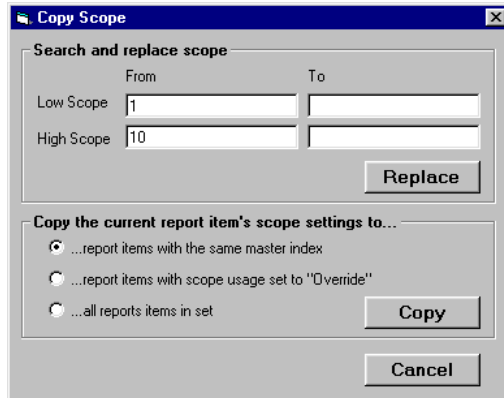 Copy Scope
Search and replace scope
From To
Low Scope 1
High Scope 10
Replace
Copy the current report item's scope settings to...
...report items with the same master index
...report items with scope usage set to "Override"
...all reports items in set
Copy
Cancel